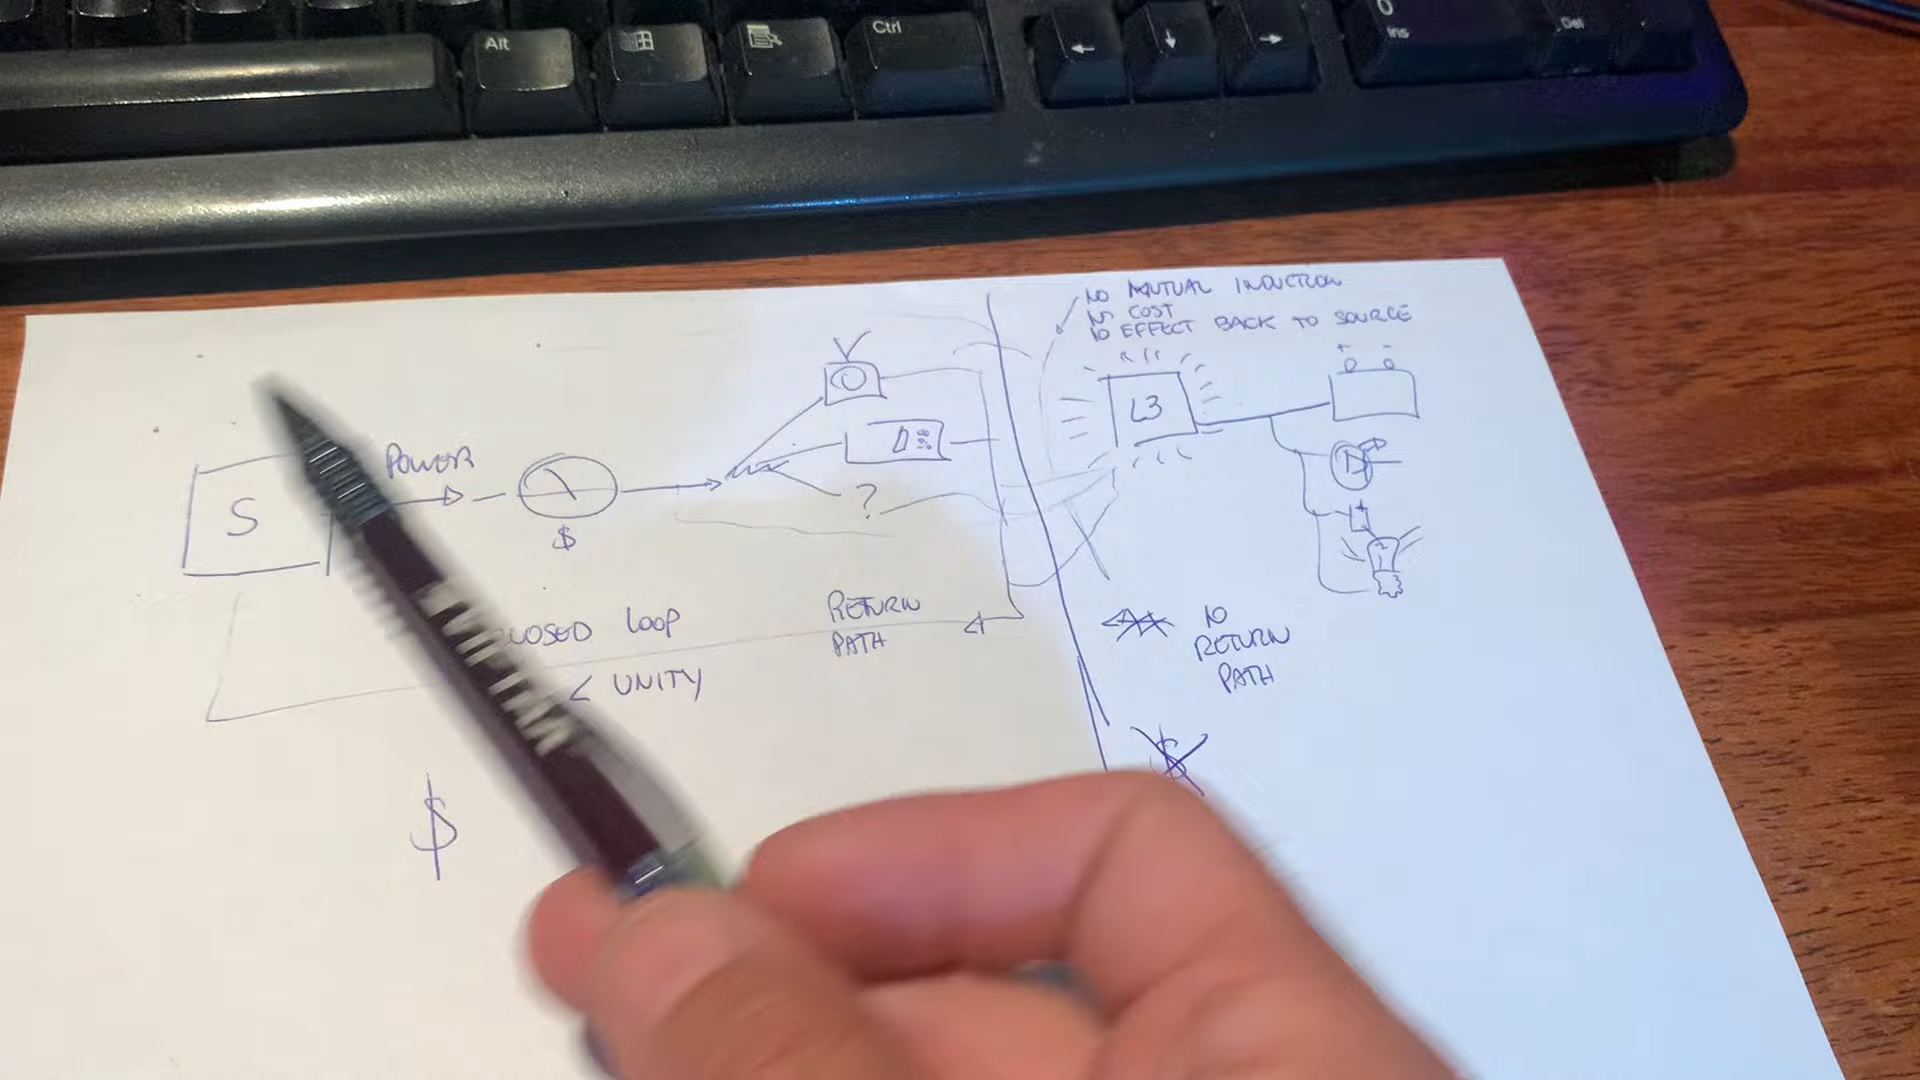 Alt
Ctrl
0
Ins
Del
NO MUTUAL INDUCTION
NO COST
NO EFFECT BACK TO SOURCE
V
L3
+ -
POWER
S
$
?
CLOSED LOOP
RETURN
PATH
< UNITY
NO
RETURN
PATH
$
$